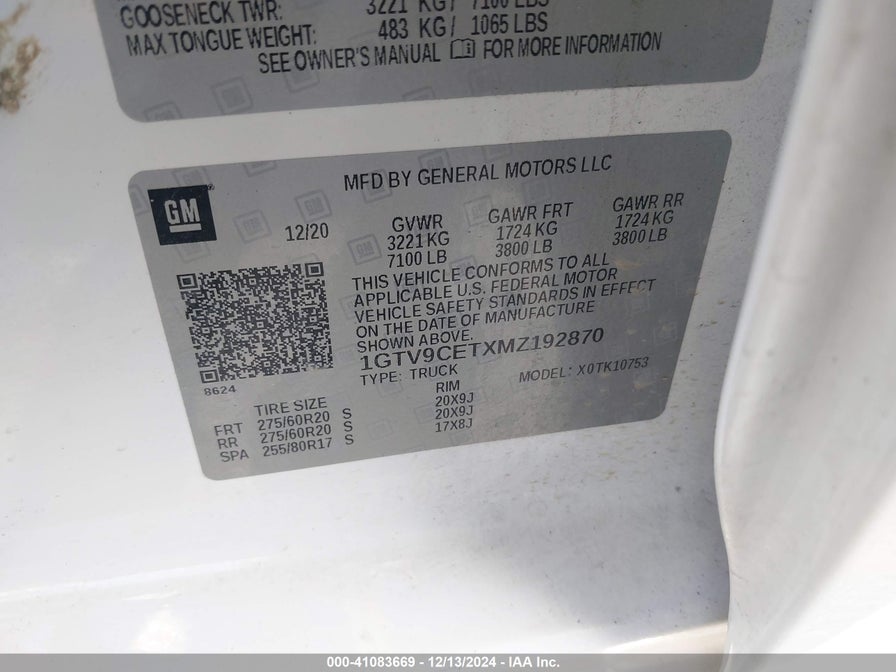 GOOSENECK TWR: 3221 KG / 7100 LBS
MAX TONGUE WEIGHT: 483 KG / 1065 LBS
SEE OWNER'S MANUAL FOR MORE INFORMATION
MFD BY GENERAL MOTORS LLC
GM
12/20
GVWR GAWR FRT GAWR RR
3221 KG 1724 KG 1724 KG
7100 LB 3800 LB 3800 LB
THIS VEHICLE CONFORMS TO ALL
APPLICABLE U.S. FEDERAL MOTOR
VEHICLE SAFETY STANDARDS IN EFFECT
ON THE DATE OF MANUFACTURE
SHOWN ABOVE.
1GTV9CETXMZ192870
TYPE: TRUCK MODEL: X0TK10753
8624
TIRE SIZE RIM
FRT 275/60R20 S 20X9J
RR 275/60R20 S 20X9J
SPA 255/80R17 S 17X8J
000-41083669 - 12/13/2024 - IAA Inc.